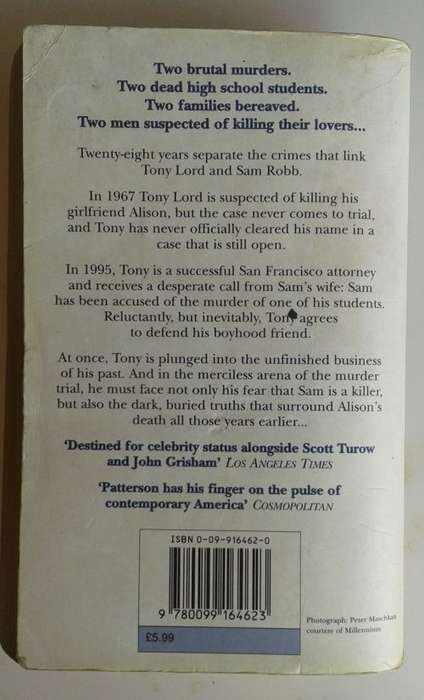 Two brutal murders.
Two dead high school students.
Two families bereaved.
Two men suspected of killing their lovers...
Twenty-eight years separate the crimes that link
Tony Lord and Sam Robb.
In 1967 Tony Lord is suspected of killing his
girlfriend Alison, but the case never comes to trial,
and Tony has never officially cleared his name in a
case that is still open.
In 1995, Tony is a successful San Francisco attorney
and receives a desperate call from Sam's wife: Sam
has been accused of the murder of one of his students.
Reluctantly, but inevitably, Tony agrees
to defend his boyhood friend.
At once, Tony is plunged into the unfinished business
of his past. And in the merciless arena of the murder
trial, he must face not only his fear that Sam is a killer,
but also the dark, buried truths that surround Alison's
death all those years earlier...
'Destined for celebrity status alongside Scott Turow
and John Grisham' LOS ANGELES TIMES
'Patterson has his finger on the pulse of
contemporary America' COSMOPOLITAN
ISBN 0-09-916462-0
9 780099 164623
£5.99
Photograph: Peter
courtesy of Millennium